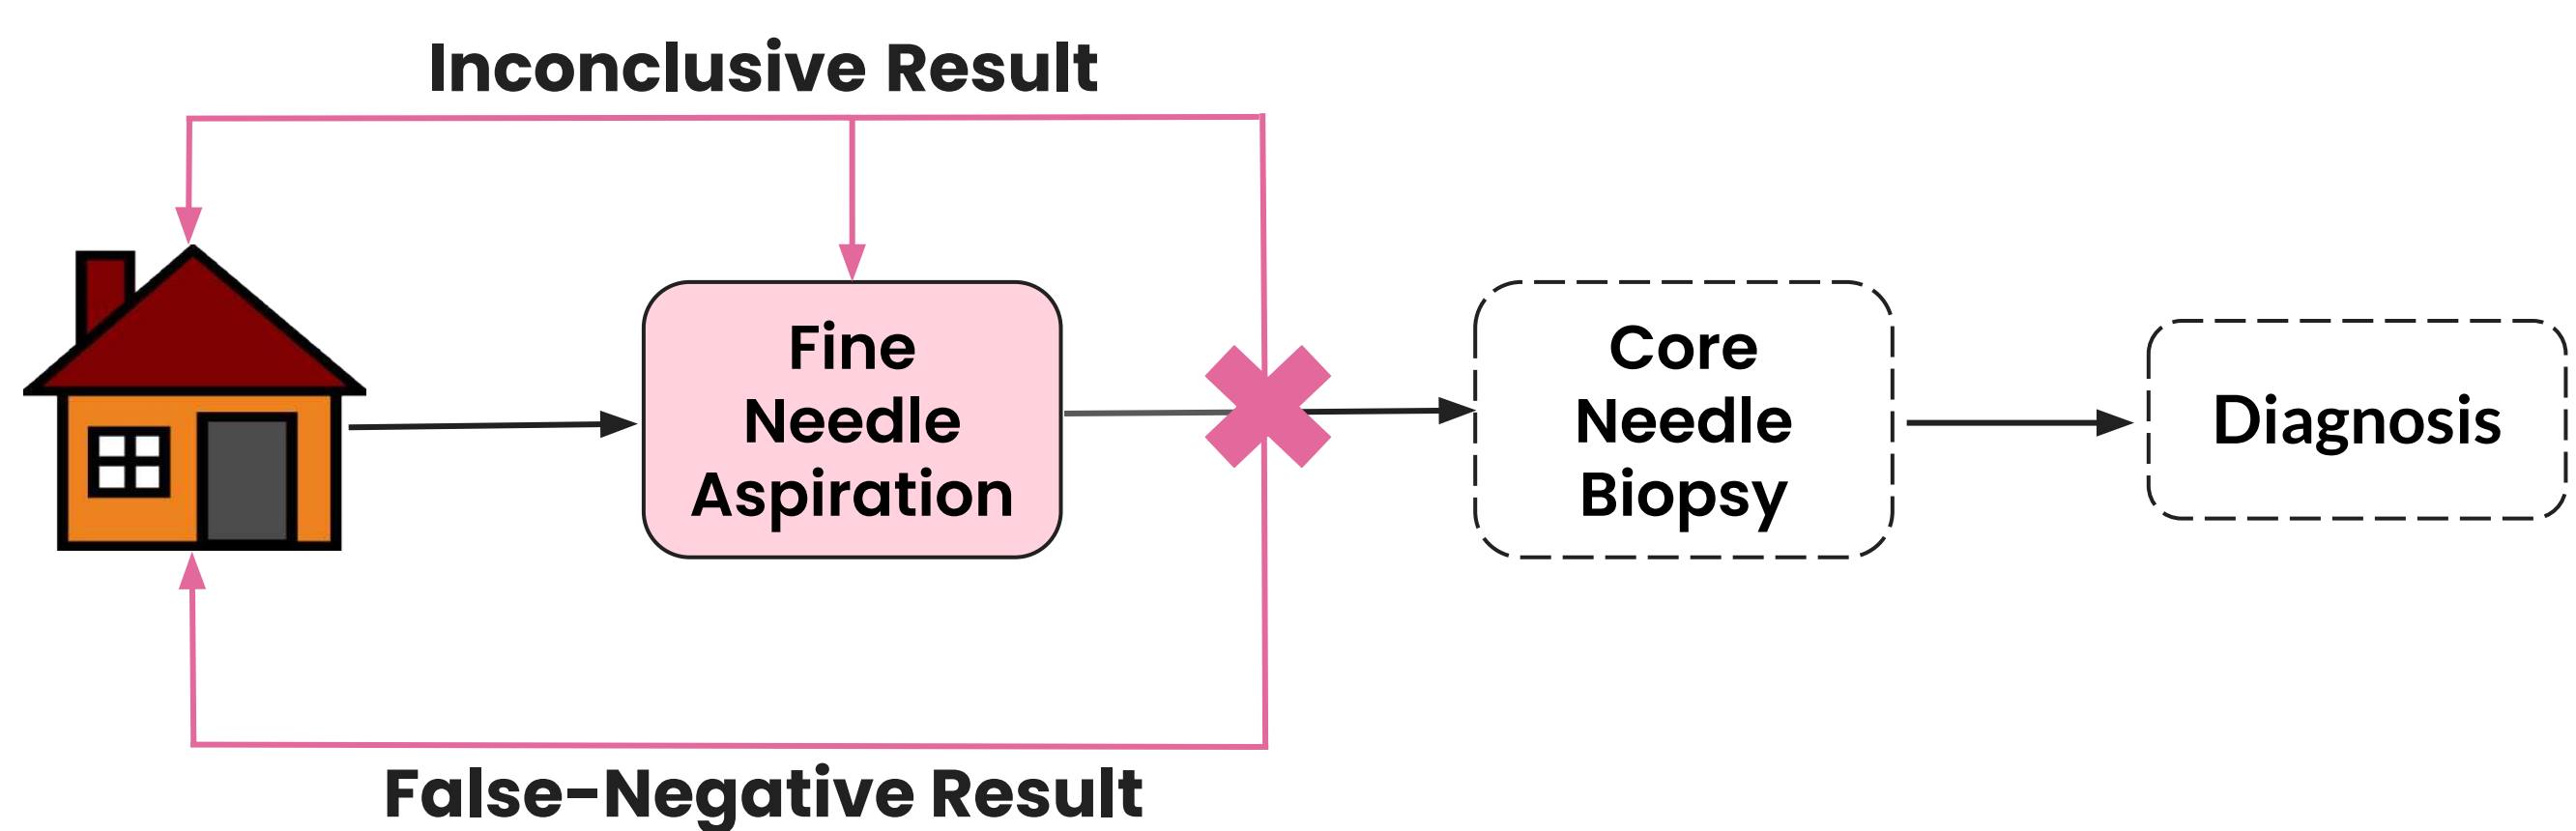 Inconclusive Result
Fine
Needle
Aspiration
Core
Needle
Biopsy
Diagnosis
False-Negative Result